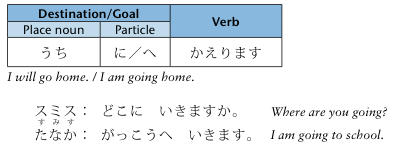 Destination/Goal Verb
Place noun Particle
うち に／へ かえります
I will go home. / I am going home.
スミス： どこに いきますか。 Where are you going?
すみす
たなか： がっこうへ いきます。 I am going to school.